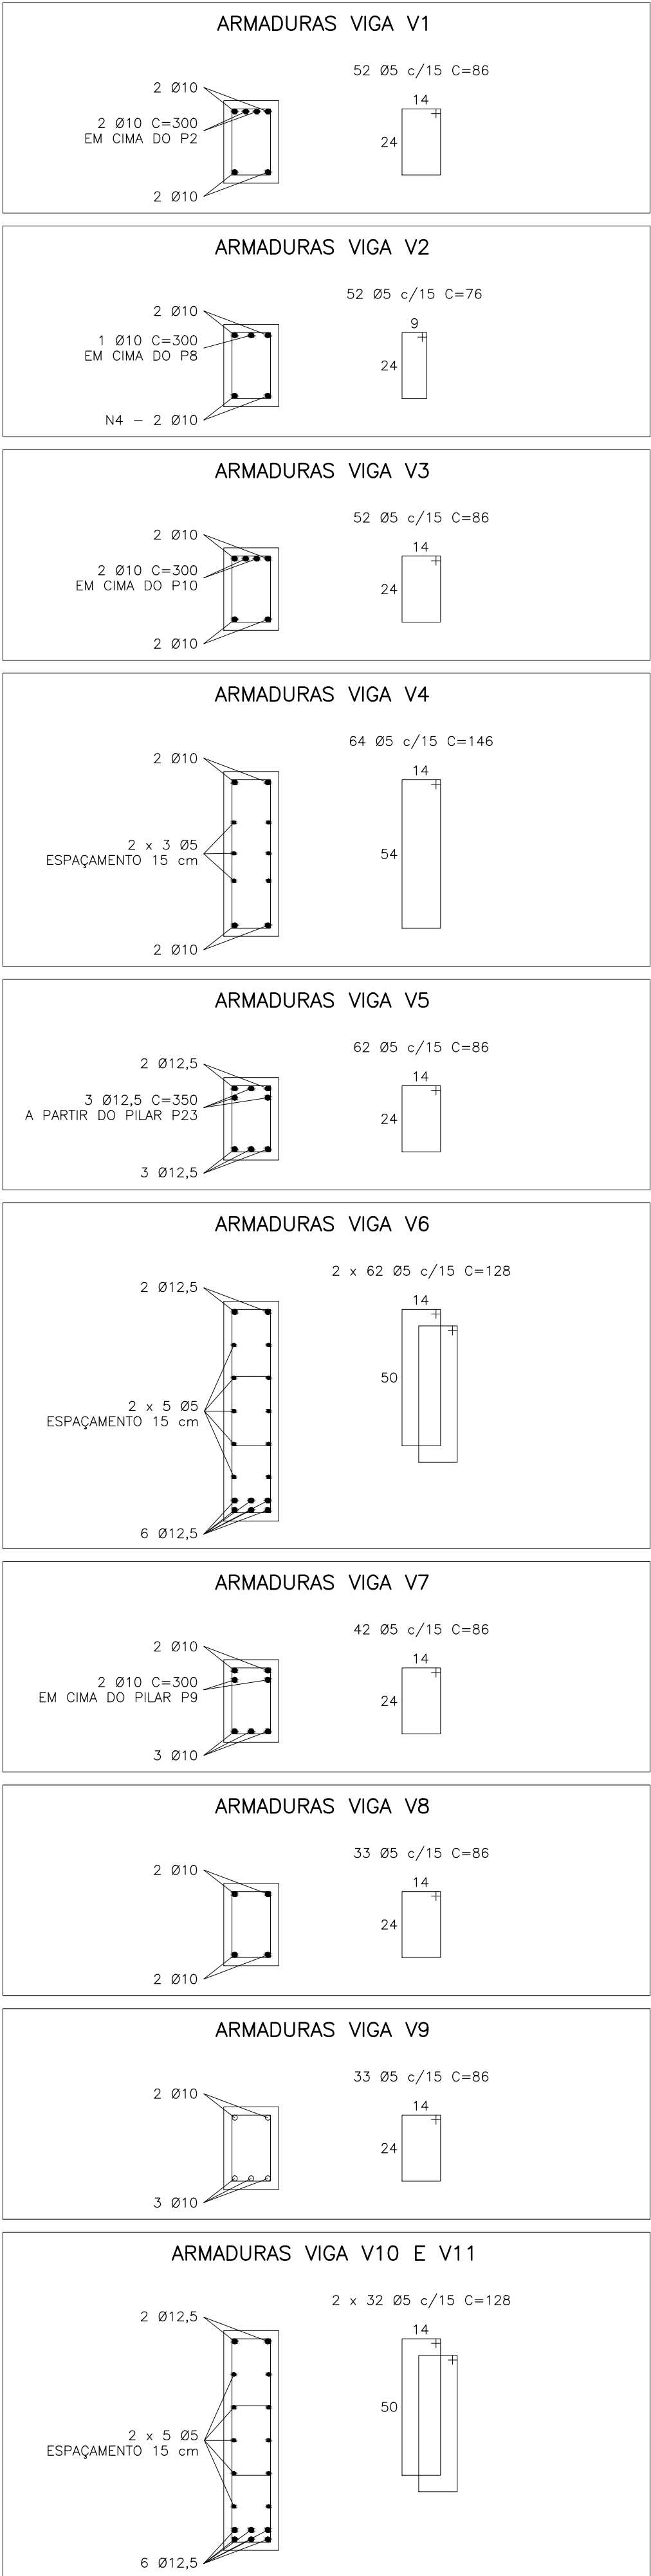 ARMADURAS VIGA V1
52 Ø5 c/15 C=86
2 Ø10
14
2 Ø10 C=300
EM CIMA DO P2
24
2 Ø10
ARMADURAS VIGA V2
52 Ø5 c/15 C=76
2 Ø10
9
1 Ø10 C=300
EM CIMA DO P8
24
N4 - 2 Ø10
ARMADURAS VIGA V3
52 Ø5 c/15 C=86
2 Ø10
14
2 Ø10 C=300
EM CIMA DO P10
24
2 Ø10
ARMADURAS VIGA V4
64 Ø5 c/15 C=146
2 Ø10
14
2 x 3 Ø5
ESPAÇAMENTO 15 cm
54
2 Ø10
ARMADURAS VIGA V5
62 Ø5 c/15 C=86
2 Ø12,5
14
3 Ø12,5 C=350
A PARTIR DO PILAR P23
24
3 Ø12,5
ARMADURAS VIGA V6
2 x 62 Ø5 c/15 C=128
2 Ø12,5
14
50
2 x 5 Ø5
ESPAÇAMENTO 15 cm
6 Ø12,5
ARMADURAS VIGA V7
42 Ø5 c/15 C=86
2 Ø10
14
2 Ø10 C=300
EM CIMA DO PILAR P9
24
3 Ø10
ARMADURAS VIGA V8
33 Ø5 c/15 C=86
2 Ø10
14
24
2 Ø10
ARMADURAS VIGA V9
33 Ø5 c/15 C=86
2 Ø10
14
24
3 Ø10
ARMADURAS VIGA V10 E V11
2 x 32 Ø5 c/15 C=128
2 Ø12,5
14
50
2 x 5 Ø5
ESPAÇAMENTO 15 cm
6 Ø12,5